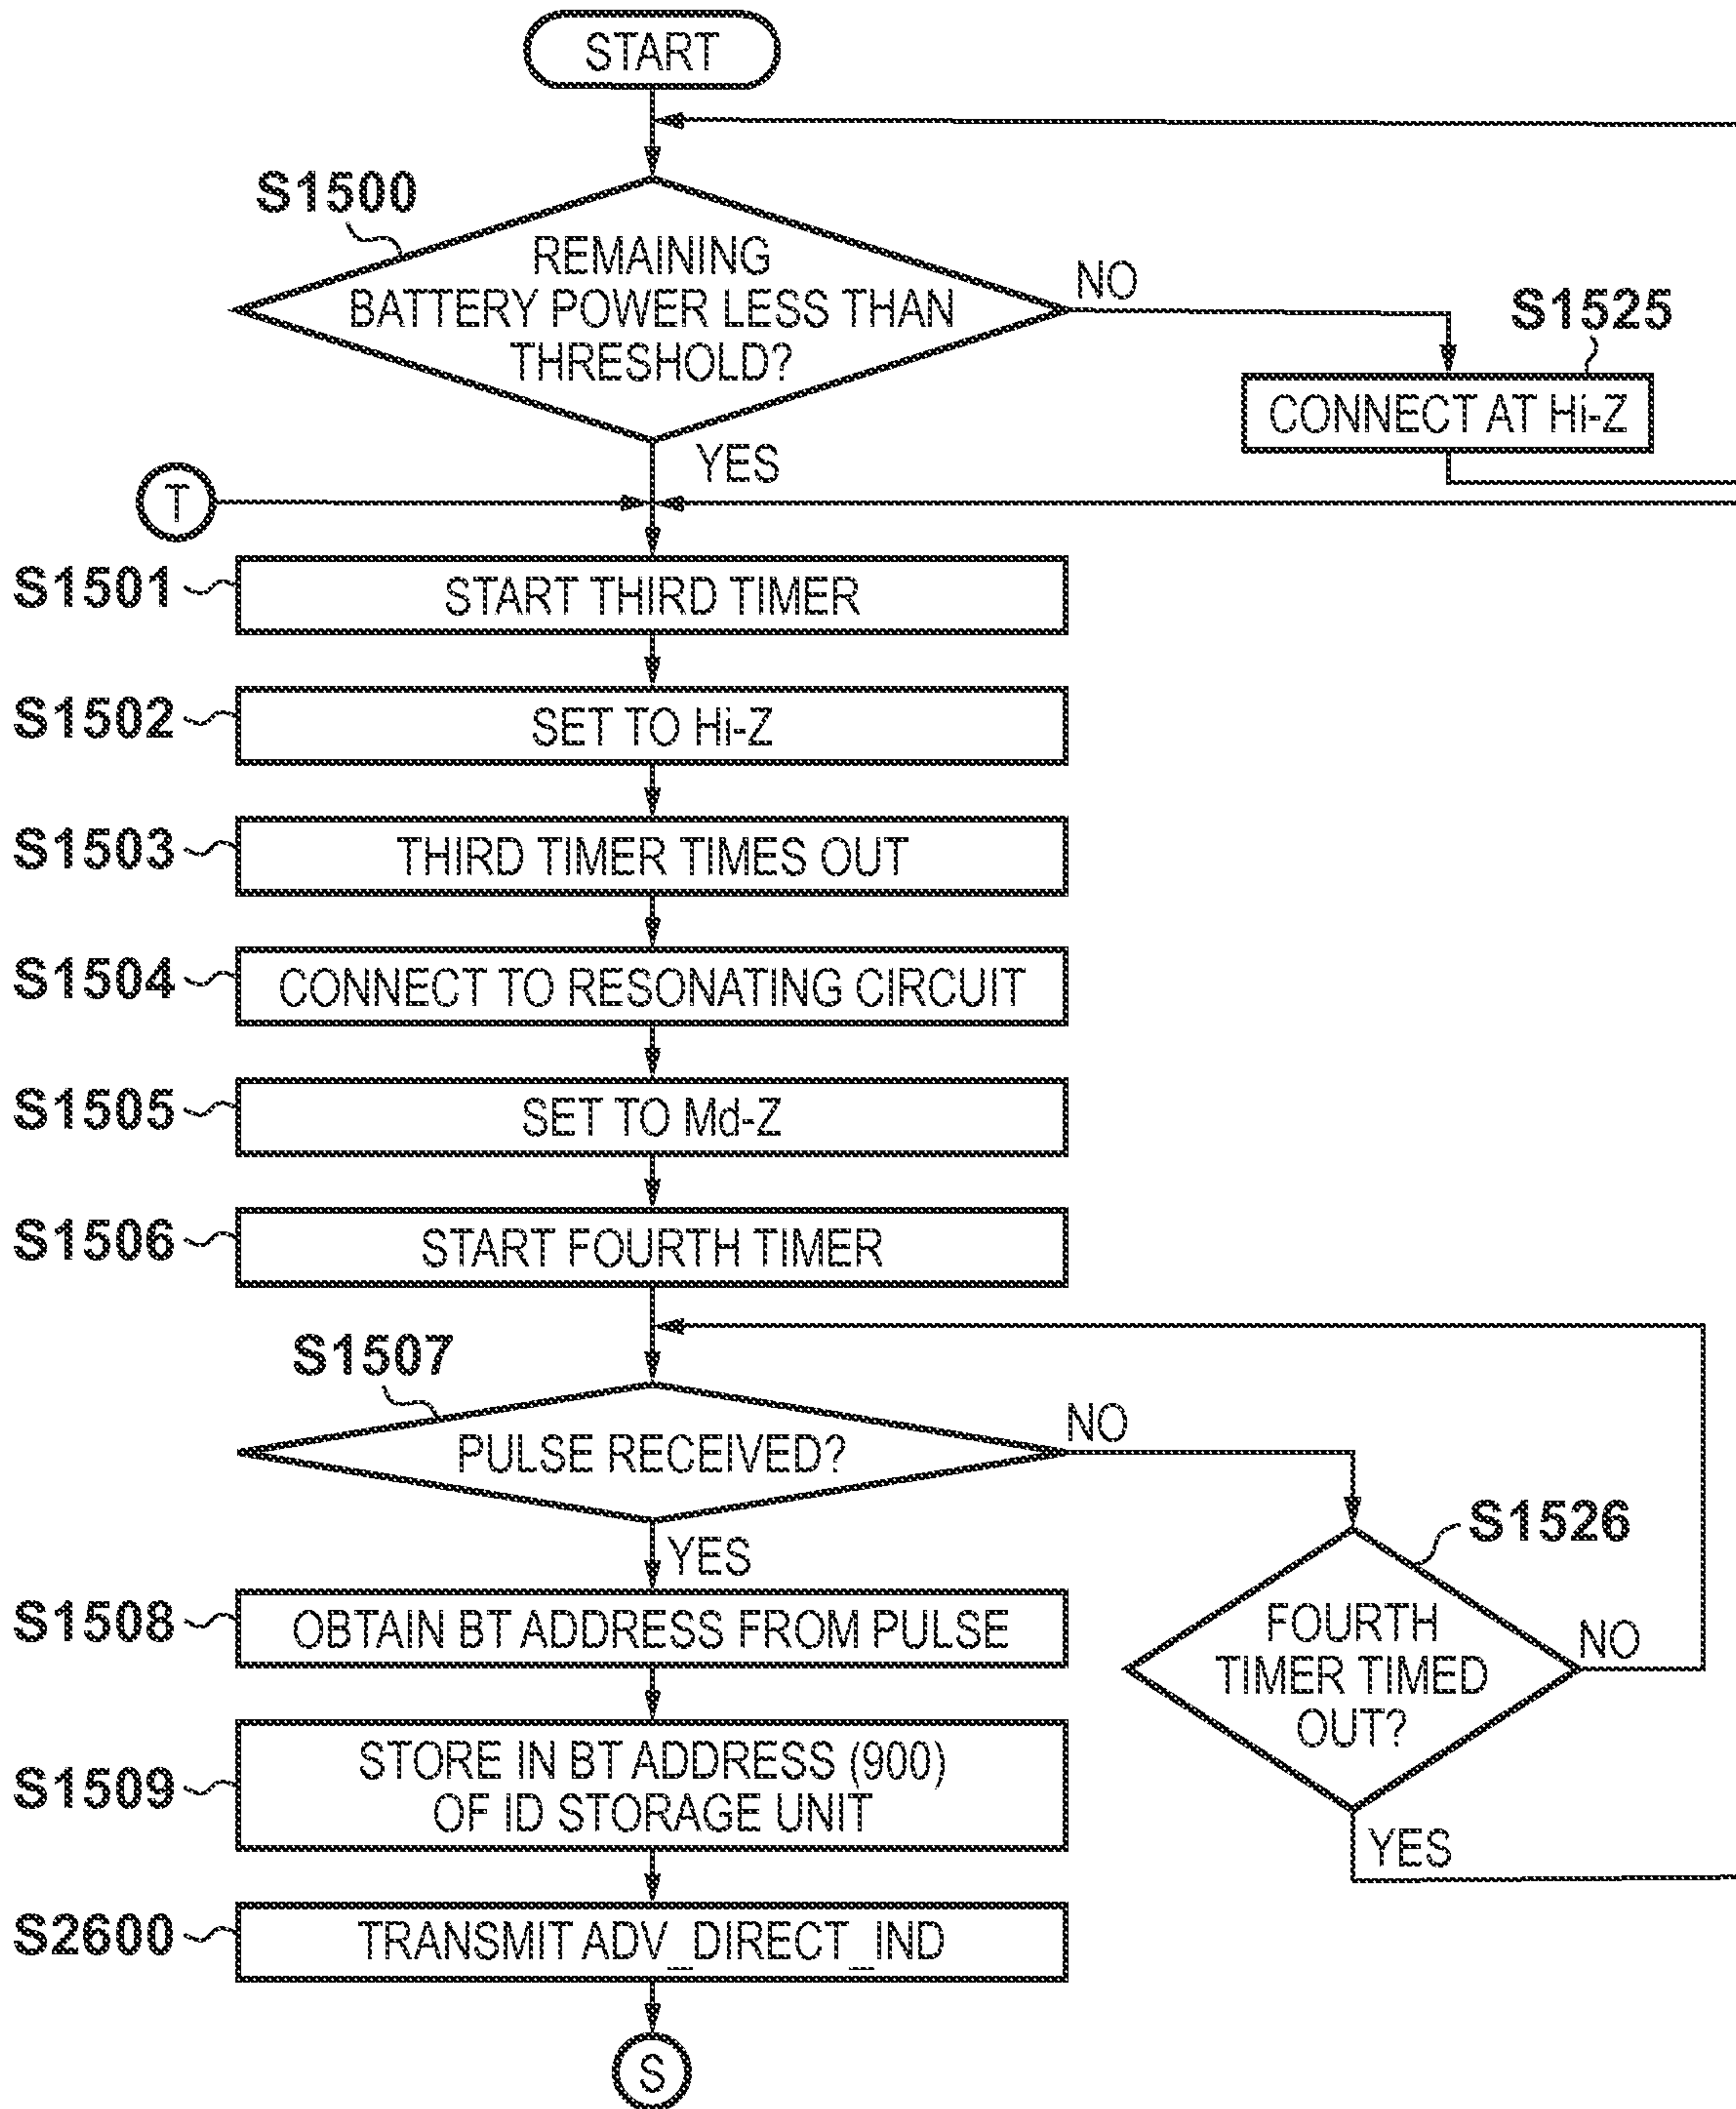 START
S1500
REMAINING
BATTERY POWER LESS THAN
THRESHOLD?
NO
S1525
CONNECT AT Hi-Z
YES
T
S1501
START THIRD TIMER
S1502
SET TO Hi-Z
S1503
THIRD TIMER TIMES OUT
S1504
CONNECT TO RESONATING CIRCUIT
S1505
SET TO Md-Z
S1506
START FOURTH TIMER
S1507
PULSE RECEIVED?
NO
YES
S1526
FOURTH
TIMER TIMED
OUT?
NO
YES
S1508
OBTAIN BT ADDRESS FROM PULSE
S1509
STORE IN BT ADDRESS (900)
OF ID STORAGE UNIT
S2600
TRANSMIT ADV_DIRECT_IND
S